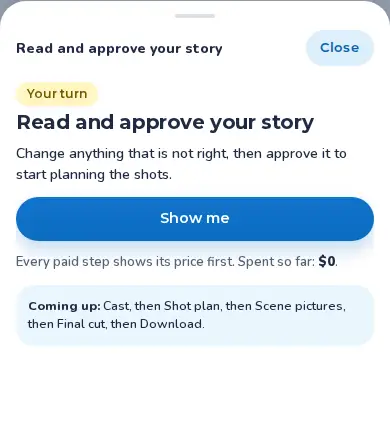 Read and approve your story
Close
Your turn
Read and approve your story
Change anything that is not right, then approve it to
start planning the shots.
Show me
Every paid step shows its price first. Spent so far: $0.
Coming up: Cast, then Shot plan, then Scene pictures,
then Final cut, then Download.